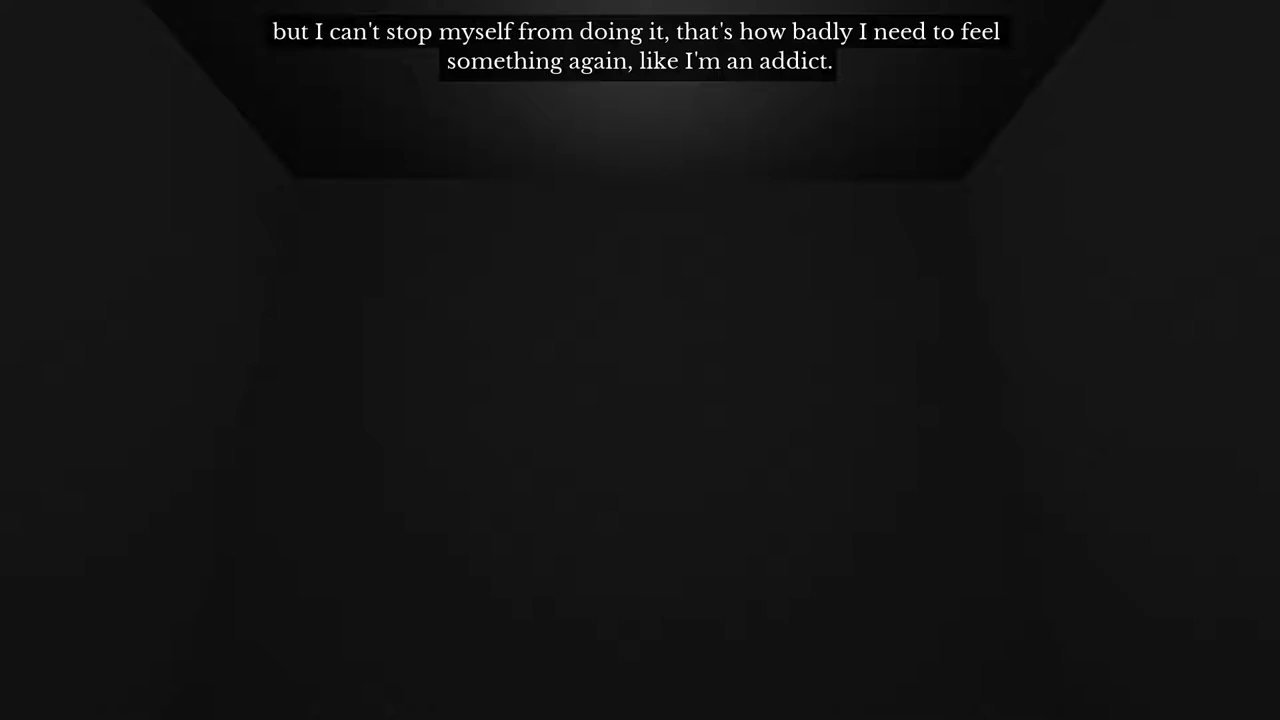 but I can't stop myself from doing it, that's how badly I need to feel
something again, like I'm an addict.